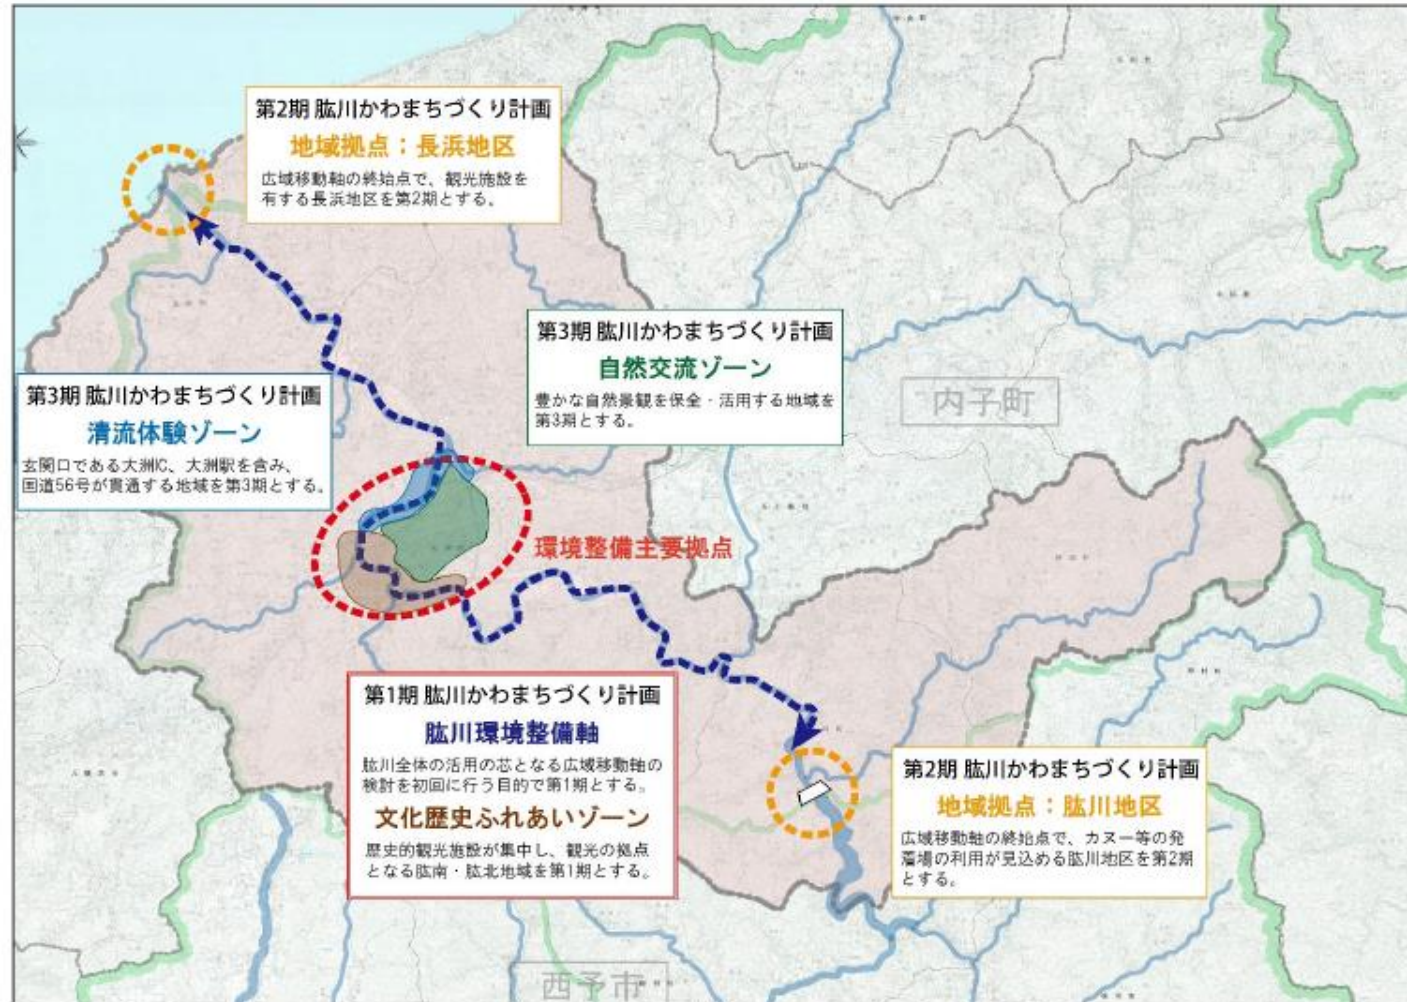 第2期 肱川かわまちづくり計画
地域拠点：長浜地区
広域移動軸の終始点で、観光施設を
有する長浜地区を第2期とする。
第3期 肱川かわまちづくり計画
自然交流ゾーン
豊かな自然景観を保全・活用する地域を
第3期とする。
内子町
第3期 肱川かわまちづくり計画
清流体験ゾーン
玄関口である大洲IC、大洲駅を含み、
国道56号が貫通する地域を第3期とする。
環境整備主要拠点
第1期 肱川かわまちづくり計画
肱川環境整備軸
肱川全体の活用の芯となる広域移動軸の
検討を初回に行う目的で第1期とする。
文化歴史ふれあいゾーン
歴史的観光施設が集中し、観光の拠点
となる肱南・肱北地域を第1期とする。
第2期 肱川かわまちづくり計画
地域拠点：肱川地区
広域移動軸の終始点で、カヌー等の発
着場の利用が見込める肱川地区を第2期
とする。
西予市